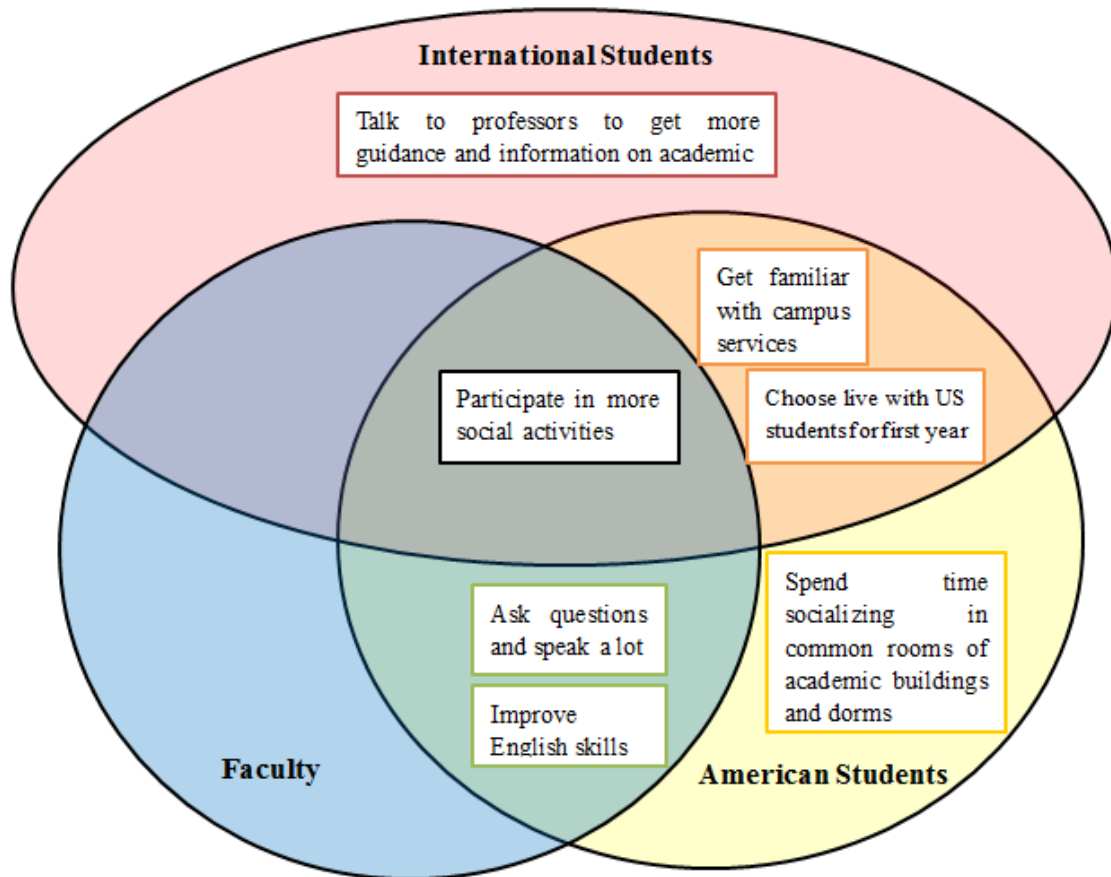 International Students
Talk to professors to get more
guidance and information on academic
Get familiar
with campus
services
Participate in more
social activities
Choose live with US
students for first year
Ask questions
and speak a lot
Improve
English skills
Spend time
socializing in
common rooms of
academic buildings
and dorms
Faculty
American Students